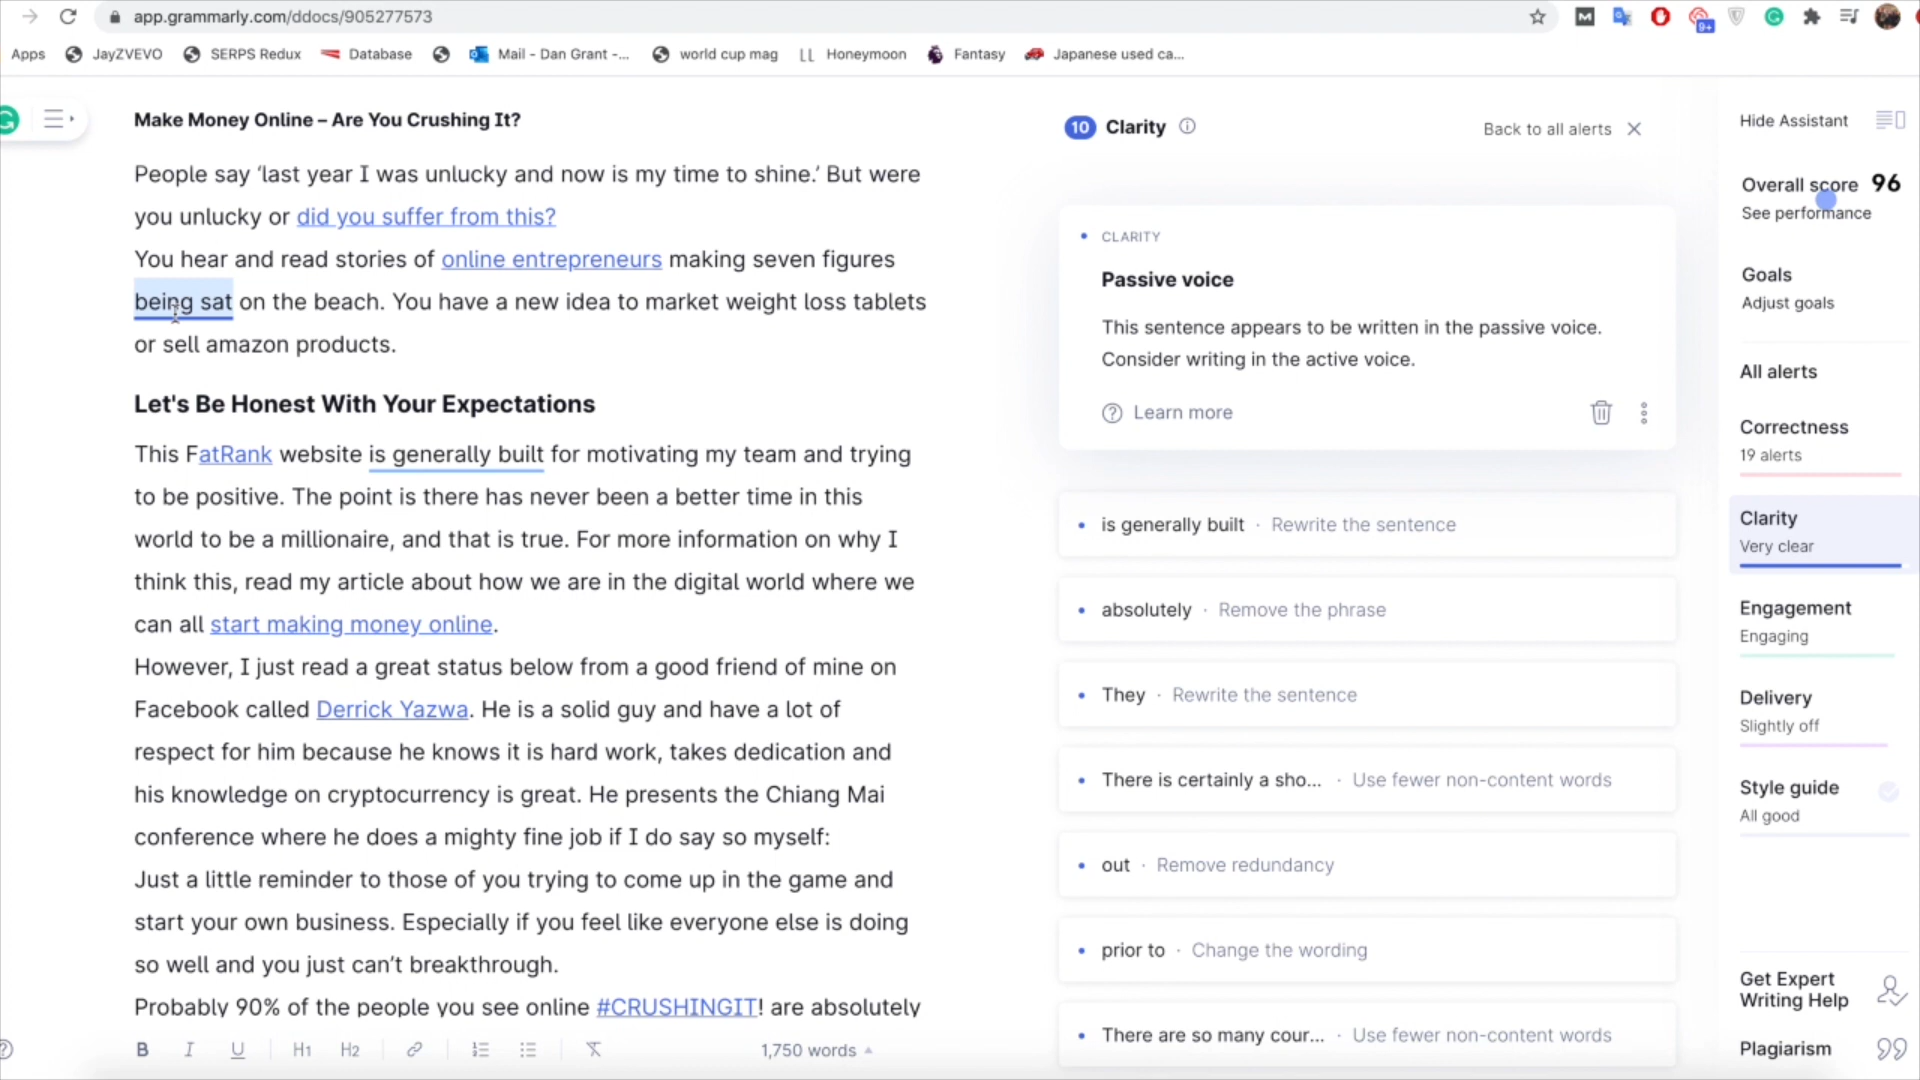 app.grammarly.com/ddocs/905277573
9+
Apps JayZVEVO SERPS Redux Database Mail - Dan Grant -... world cup mag Honeymoon Fantasy Japanese used ca...
Make Money Online – Are You Crushing It?
People say ‘last year I was unlucky and now is my time to shine.’ But were
you unlucky or did you suffer from this?
You hear and read stories of online entrepreneurs making seven figures
being sat on the beach. You have a new idea to market weight loss tablets
or sell amazon products.
Let's Be Honest With Your Expectations
This FatRank website is generally built for motivating my team and trying
to be positive. The point is there has never been a better time in this
world to be a millionaire, and that is true. For more information on why I
think this, read my article about how we are in the digital world where we
can all start making money online.
However, I just read a great status below from a good friend of mine on
Facebook called Derrick Yazwa. He is a solid guy and have a lot of
respect for him because he knows it is hard work, takes dedication and
his knowledge on cryptocurrency is great. He presents the Chiang Mai
conference where he does a mighty fine job if I do say so myself:
Just a little reminder to those of you trying to come up in the game and
start your own business. Especially if you feel like everyone else is doing
so well and you just can’t breakthrough.
Probably 90% of the people you see online #CRUSHINGIT! are absolutely
B I U H1 H2 1,750 words
10 Clarity Back to all alerts
CLARITY
Passive voice
This sentence appears to be written in the passive voice.
Consider writing in the active voice.
Learn more
is generally built · Rewrite the sentence
absolutely · Remove the phrase
They · Rewrite the sentence
There is certainly a sho... · Use fewer non-content words
out · Remove redundancy
prior to · Change the wording
There are so many cour... · Use fewer non-content words
Hide Assistant
Overall score 96
See performance
Goals
Adjust goals
All alerts
Correctness
19 alerts
Clarity
Very clear
Engagement
Engaging
Delivery
Slightly off
Style guide
All good
Get Expert
Writing Help
Plagiarism